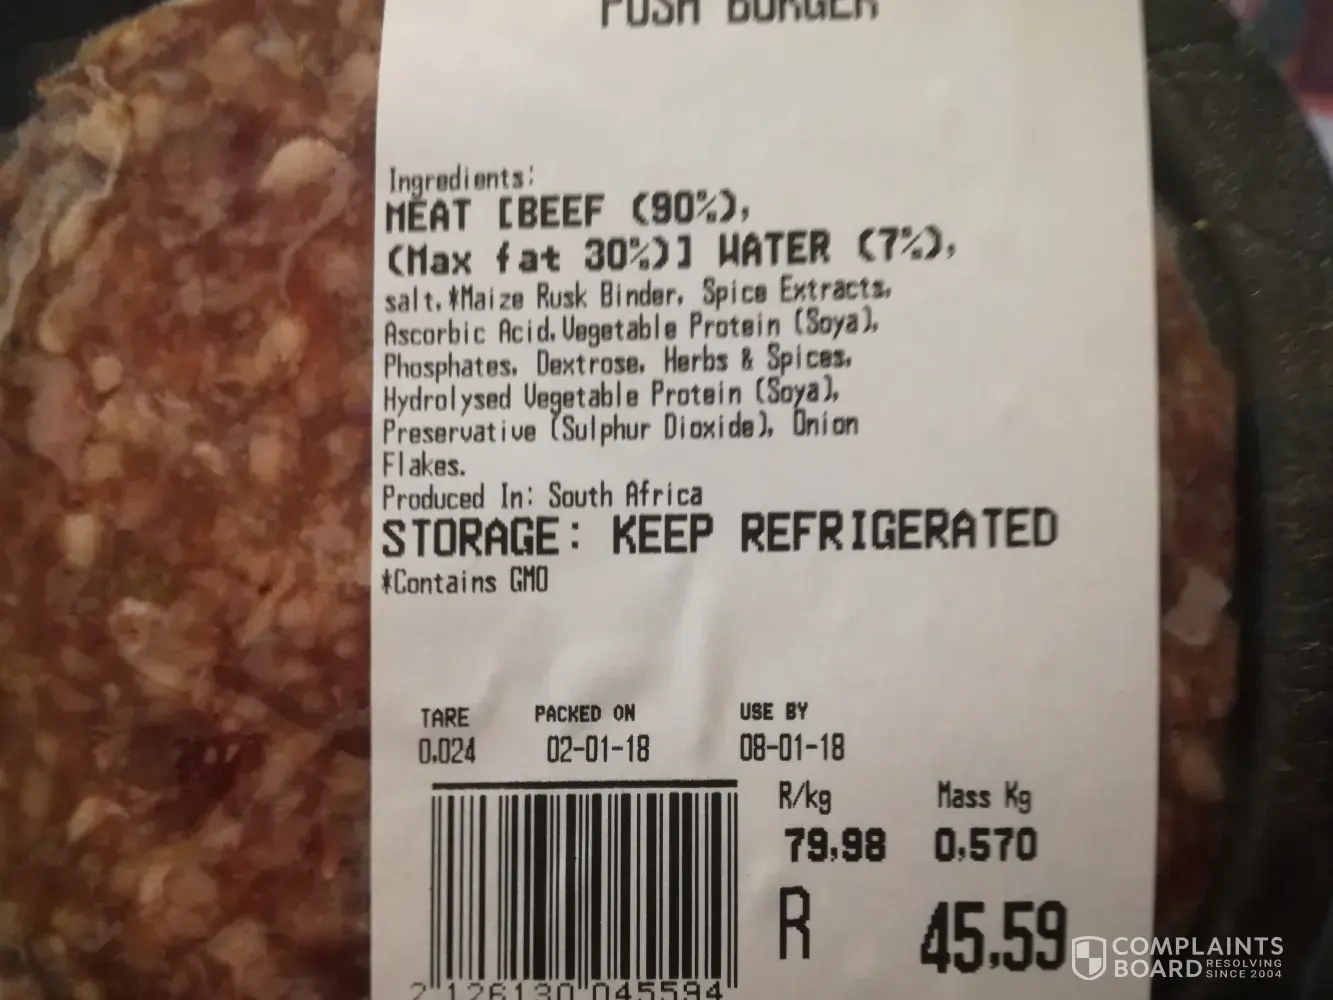 PUSH BURGER
Ingredients:
MEAT [BEEF (90%),
(Max fat 30%)] WATER (7%),
salt,*Maize Rusk Binder, Spice Extracts,
Ascorbic Acid,Vegetable Protein (Soya),
Phosphates, Dextrose, Herbs & Spices,
Hydrolysed Vegetable Protein (Soya),
Preservative (Sulphur Dioxide), Onion
Flakes.
Produced In: South Africa
STORAGE: KEEP REFRIGERATED
*Contains GMO
TARE PACKED ON USE BY
0,024 02-01-18 08-01-18
R/kg Mass Kg
79,98 0,570
R 45,59
2 126130 045594
COMPLAINTS
BOARD RESOLVING
SINCE 2004